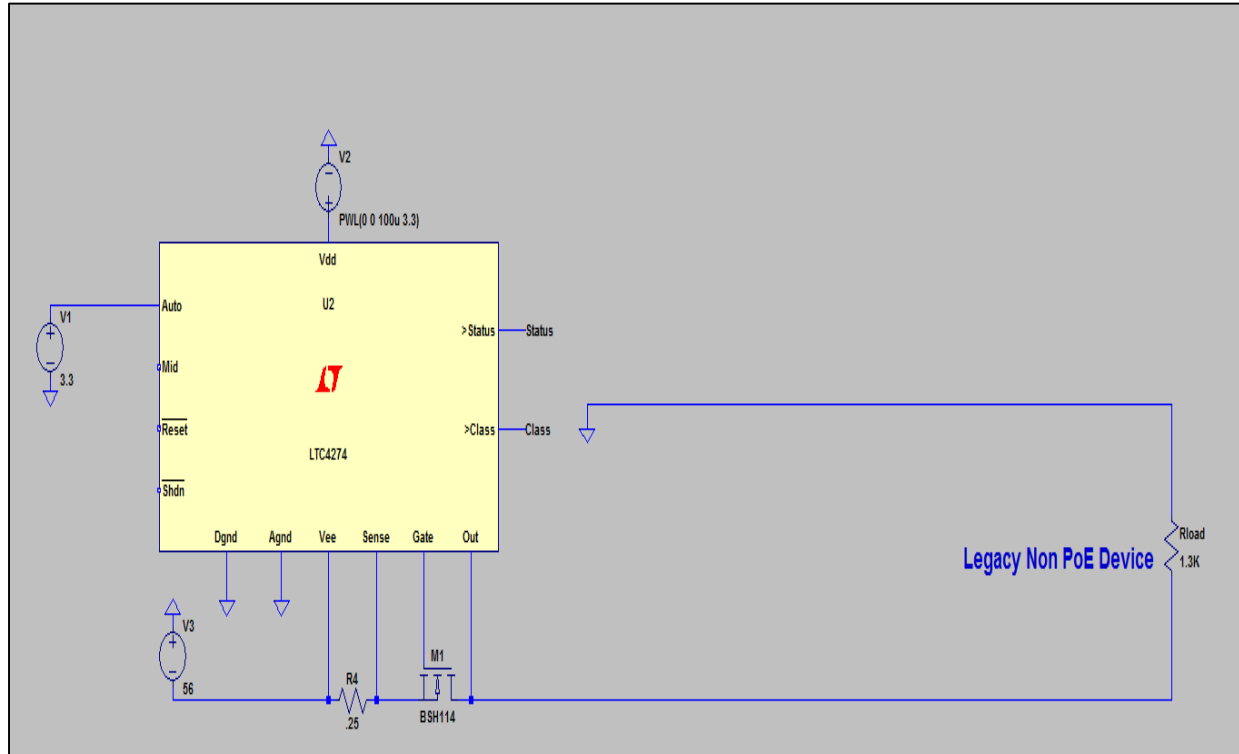 V2
PWL(0 0 100u 3.3)
Vdd
Auto
U2
V1
>Status
Status
Mid
3.3
Reset
>Class
Class
LTC4274
Shdn
Dgnd
Agnd
Vee
Sense
Gate
Out
Rload
Legacy Non PoE Device
1.3K
V3
M1
R4
56
.25
BSH114